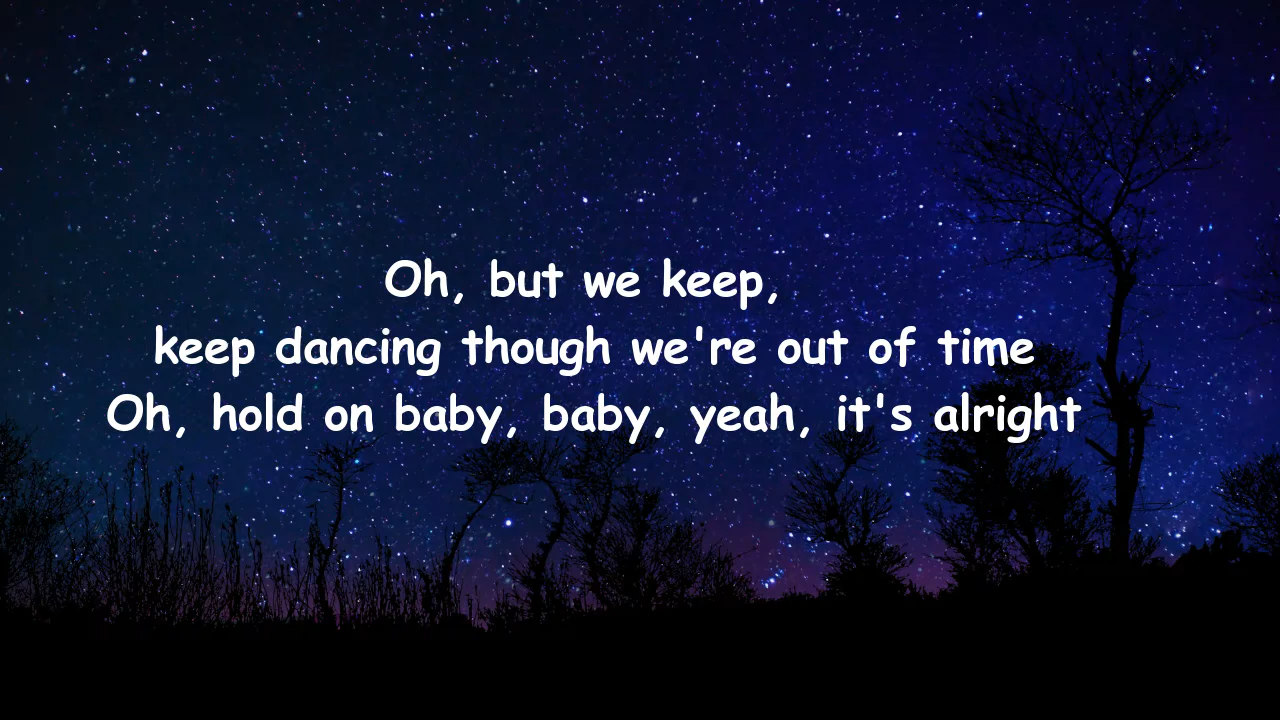 Oh, but we keep,
keep dancing though we're out of time
Oh, hold on baby, baby, yeah, it's alright